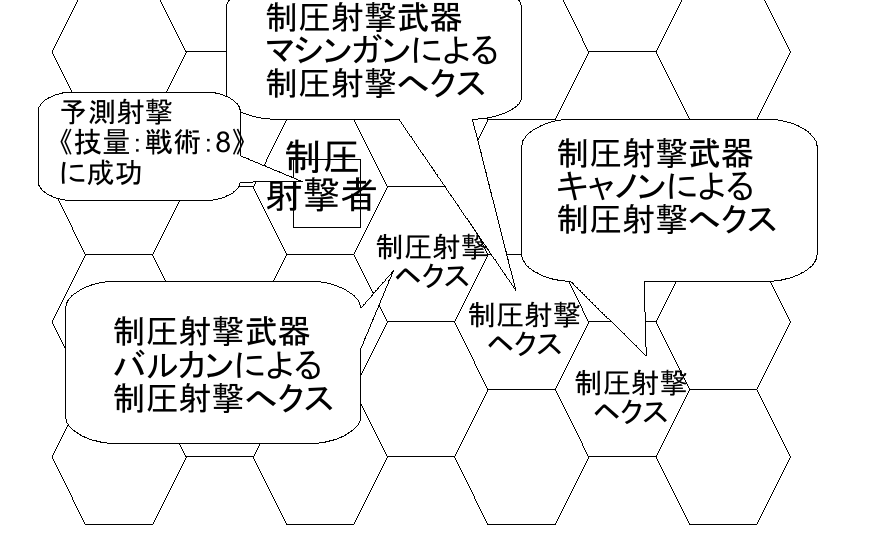 制圧射撃武器
マシンガンによる
制圧射撃ヘクス
予測射撃
《技量:戦術:8》
に成功
制圧
射撃者
制圧射撃武器
キャノンによる
制圧射撃ヘクス
制圧射撃
ヘクス
制圧射撃
ヘクス
制圧射撃武器
バルカンによる
制圧射撃ヘクス
制圧射撃
ヘクス